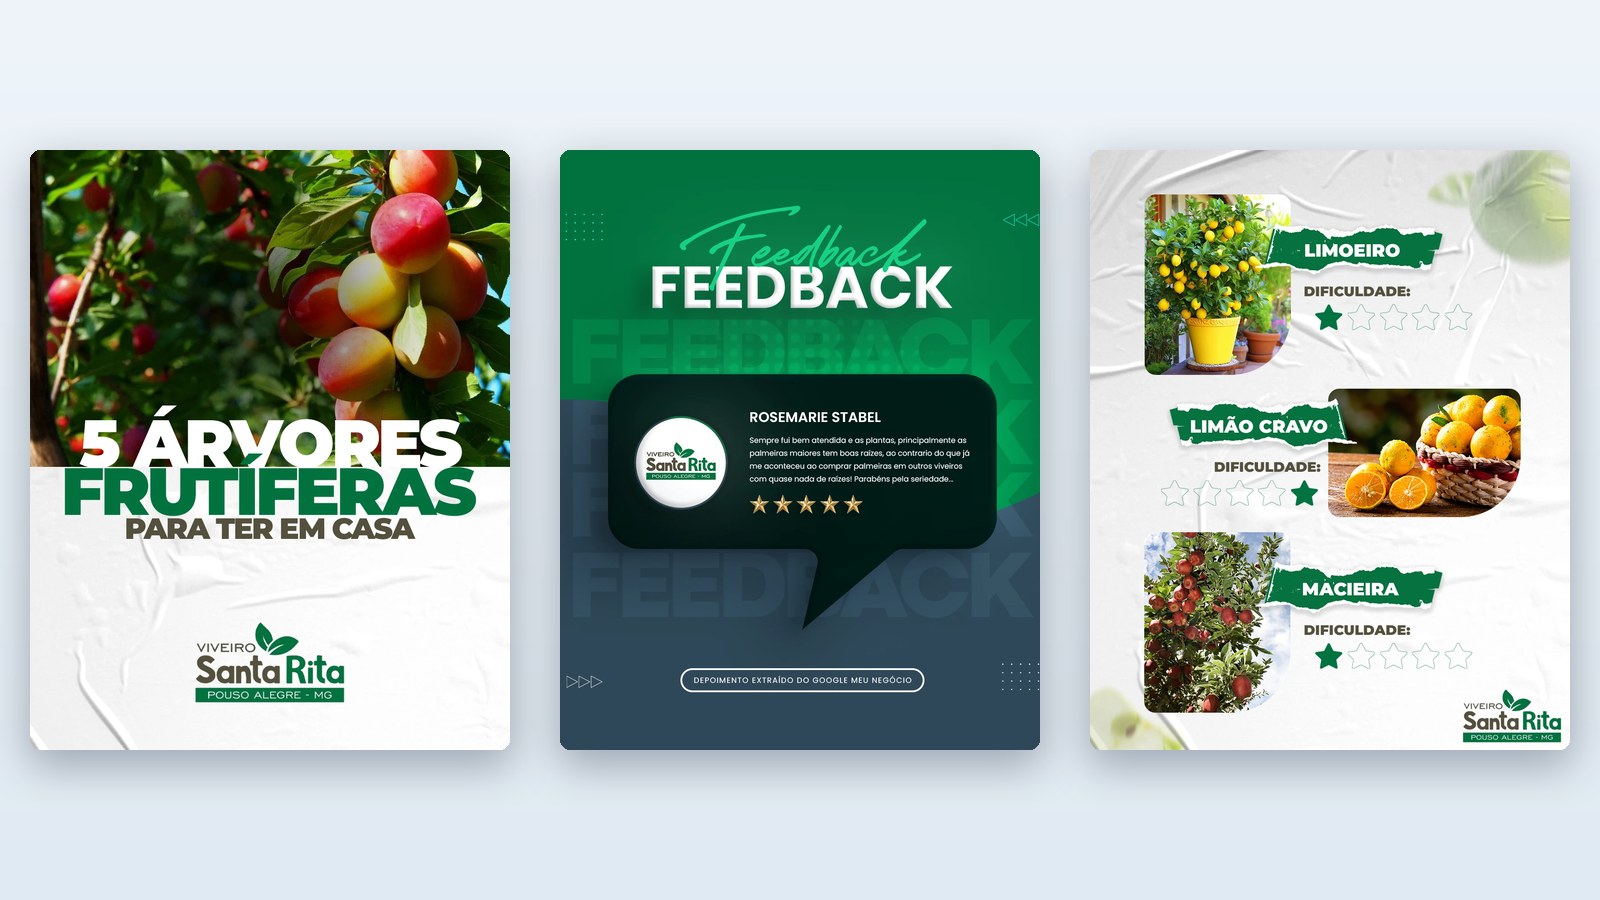 5 ÁRVORES
FRUTÍFERAS
PARA TER EM CASA
VIVEIRO
Santa Rita
POUSO ALEGRE - MG
Feedback
FEEDBACK
FEEDBACK
FEEDBACK
FEEDBACK
FEEDBACK
VIVEIRO
Santa Rita
POUSO ALEGRE - MG
ROSEMARIE STABEL
Sempre fui bem atendida e as plantas, principalmente as
palmeiras maiores tem boas raízes, ao contrario do que já
me aconteceu ao comprar palmeiras em outros viveiros
com quase nada de raízes! Parabéns pela seriedade...
DEPOIMENTO EXTRAÍDO DO GOOGLE MEU NEGÓCIO
LIMOEIRO
DIFICULDADE:
LIMÃO CRAVO
DIFICULDADE:
MACIEIRA
DIFICULDADE:
VIVEIRO
Santa Rita
POUSO ALEGRE - MG